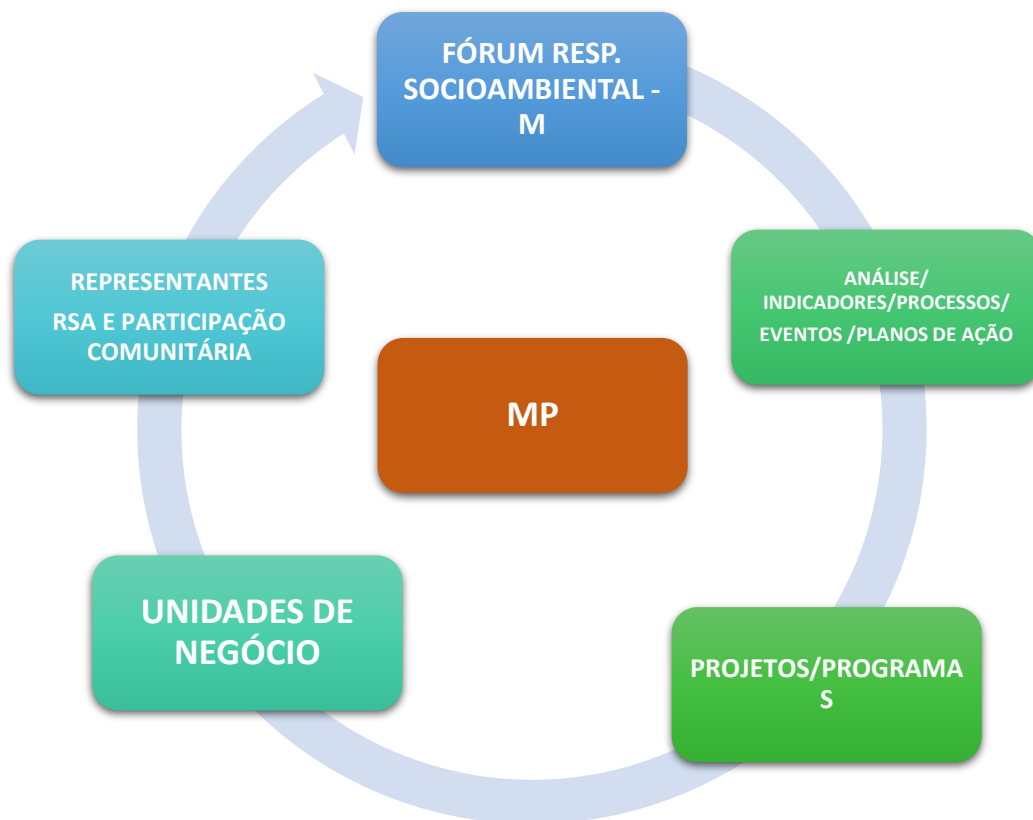 FÓRUM RESP.
SOCIOAMBIENTAL -
M
ANÁLISE/
INDICADORES/PROCESSOS/
EVENTOS /PLANOS DE AÇÃO
PROJETOS/PROGRAMA
S
UNIDADES DE
NEGÓCIO
REPRESENTANTES
RSA E PARTICIPAÇÃO
COMUNITÁRIA
MP